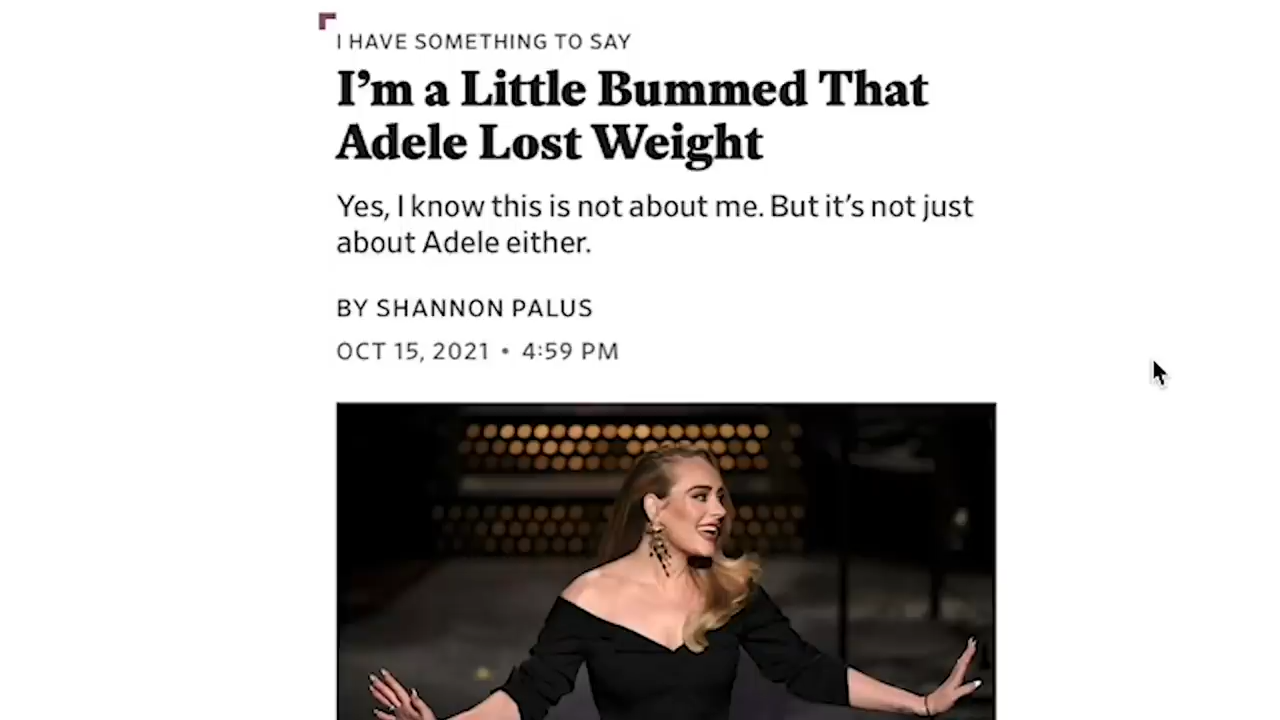 I HAVE SOMETHING TO SAY
I’m a Little Bummed That
Adele Lost Weight
Yes, I know this is not about me. But it’s not just
about Adele either.
BY SHANNON PALUS
OCT 15, 2021 • 4:59 PM